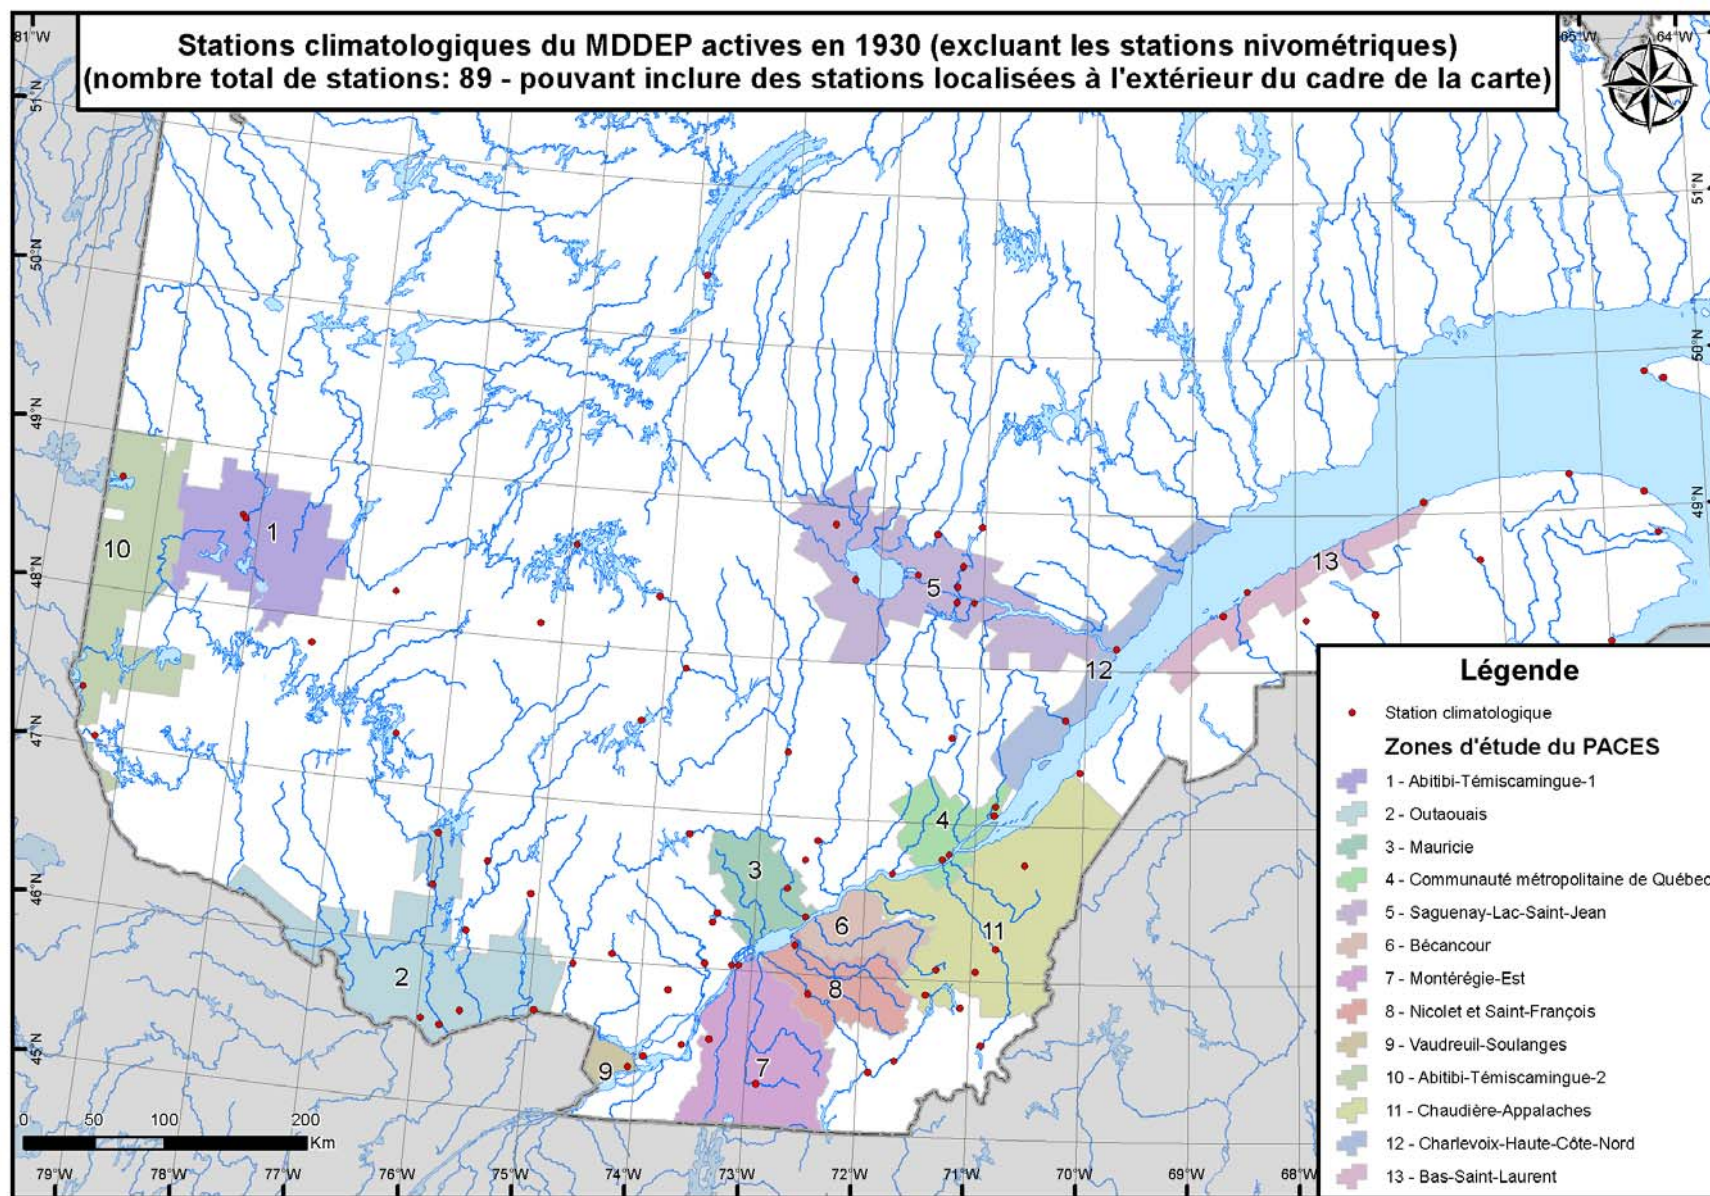 Stations climatologiques du MDDEP actives en 1930 (excluant les stations nivométriques)
(nombre total de stations: 89 - pouvant inclure des stations localisées à l'extérieur du cadre de la carte)
81°W
65°W
64°W
51°N
50°N
49°N
48°N
47°N
46°N
45°N
51°N
50°N
49°N
1
10
5
13
12
4
3
6
11
2
8
7
9
Légende
Station climatologique
Zones d'étude du PACES
1 - Abitibi-Témiscamingue-1
2 - Outaouais
3 - Mauricie
4 - Communauté métropolitaine de Québec
5 - Saguenay-Lac-Saint-Jean
6 - Bécancour
7 - Montérégie-Est
8 - Nicolet et Saint-François
9 - Vaudreuil-Soulanges
10 - Abitibi-Témiscamingue-2
11 - Chaudière-Appalaches
12 - Charlevoix-Haute-Côte-Nord
13 - Bas-Saint-Laurent
0 50 100 200
Km
79°W 78°W 77°W 76°W 75°W 74°W 73°W 72°W 71°W 70°W 69°W 68°W